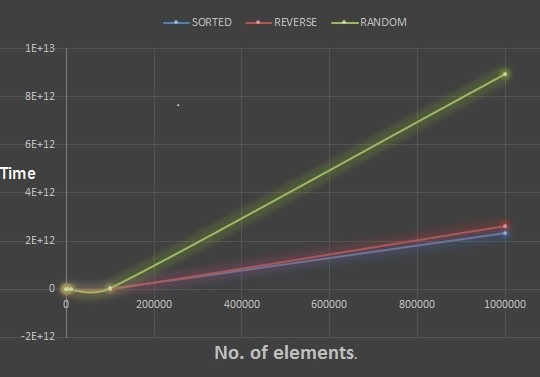 SORTED REVERSE RANDOM
1E+13
8E+12
6E+12
Time
4E+12
2E+12
0
0 200000 400000 600000 800000 1000000
-2E+12
No. of elements.